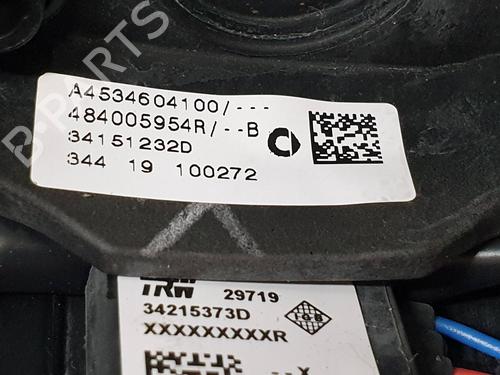 B-PARTS
A4534604100/---
484005954R/--B
34151232D
344 19 100272
TRW
29719
34215373D
XXXXXXXXXXR
--X